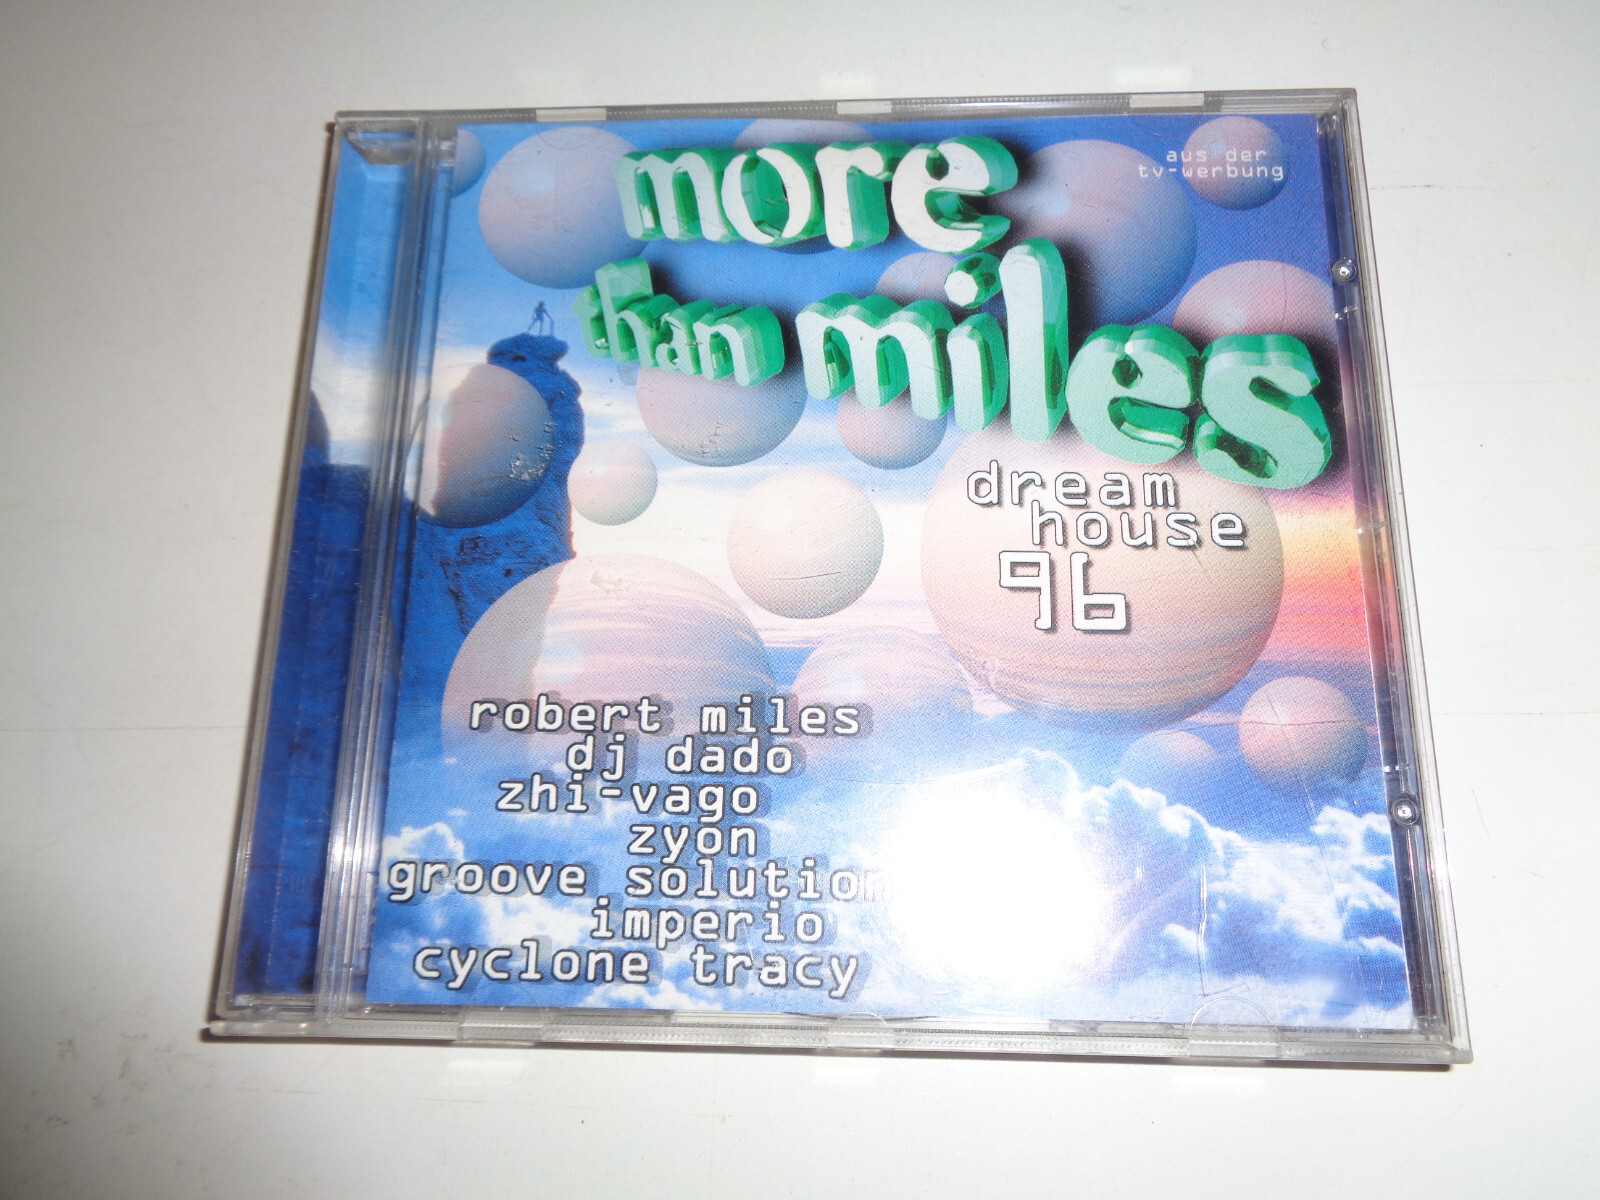 more
than miles
aus der
tv-werbung
dream
house
96
robert miles
dj dado
zhi-vago
zyon
groove solution
imperio
cyclone tracy